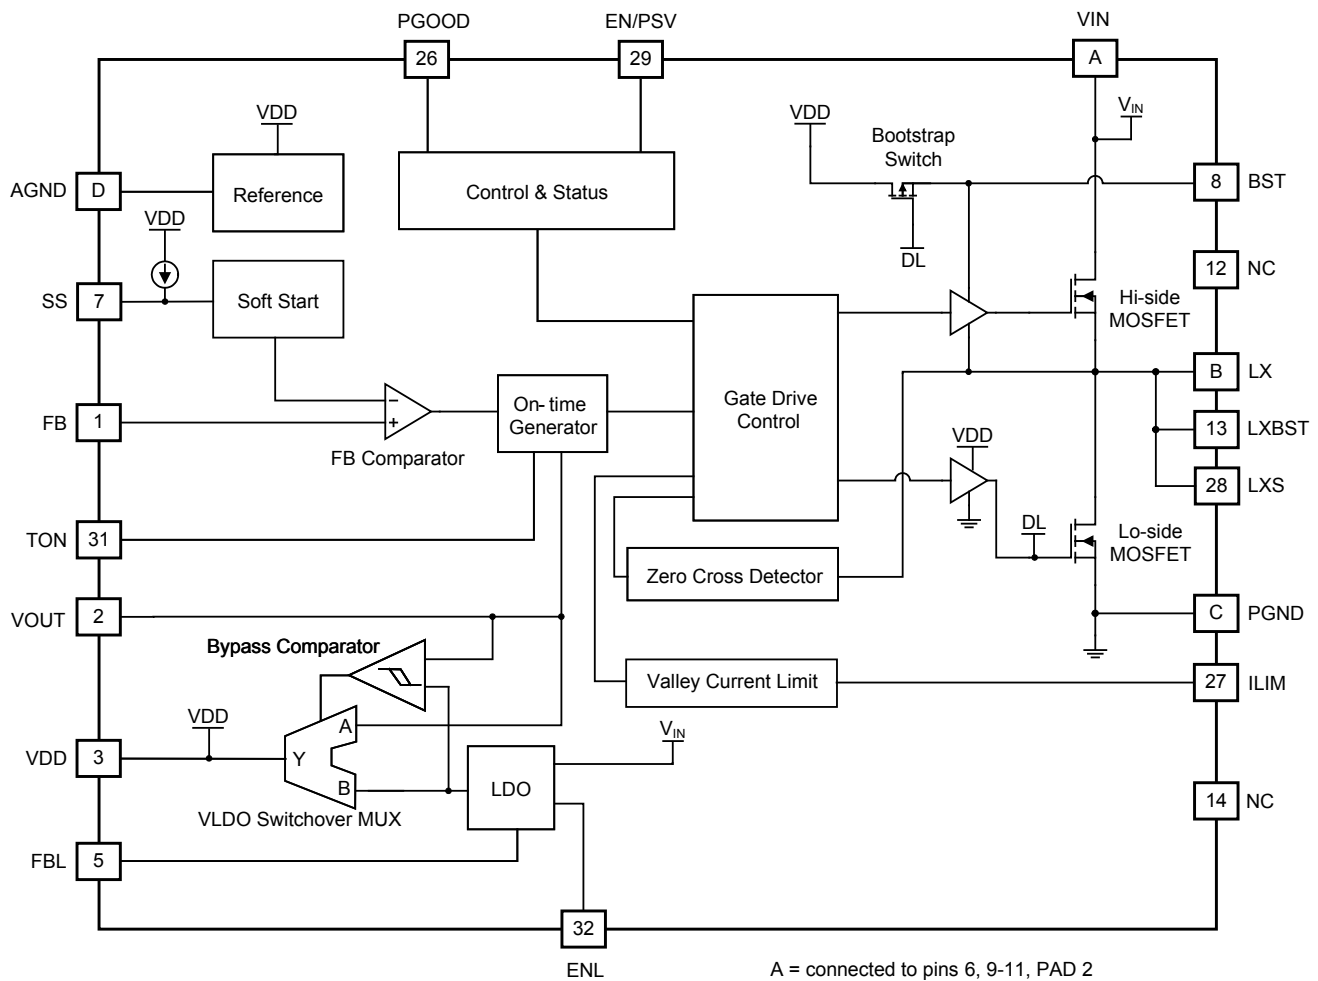 PGOOD
EN/PSV
VIN
26
29
A
VDD
VDD
VIN
Bootstrap
Switch
AGND
D
Reference
Control & Status
8
BST
VDD
DL
12
NC
SS
7
Soft Start
Hi-side
MOSFET
B
LX
Gate Drive
Control
On-time
Generator
−
+
FB
1
FB Comparator
13
LXBST
VDD
28
LXS
TON
31
DL
Lo-side
MOSFET
Zero Cross Detector
VOUT
2
C
PGND
Bypass Comparator
Valley Current Limit
27
ILIM
VDD
A
VIN
VDD
3
Y
B
LDO
14
NC
VLDO Switchover MUX
FBL
5
32
ENL
A = connected to pins 6, 9-11, PAD 2